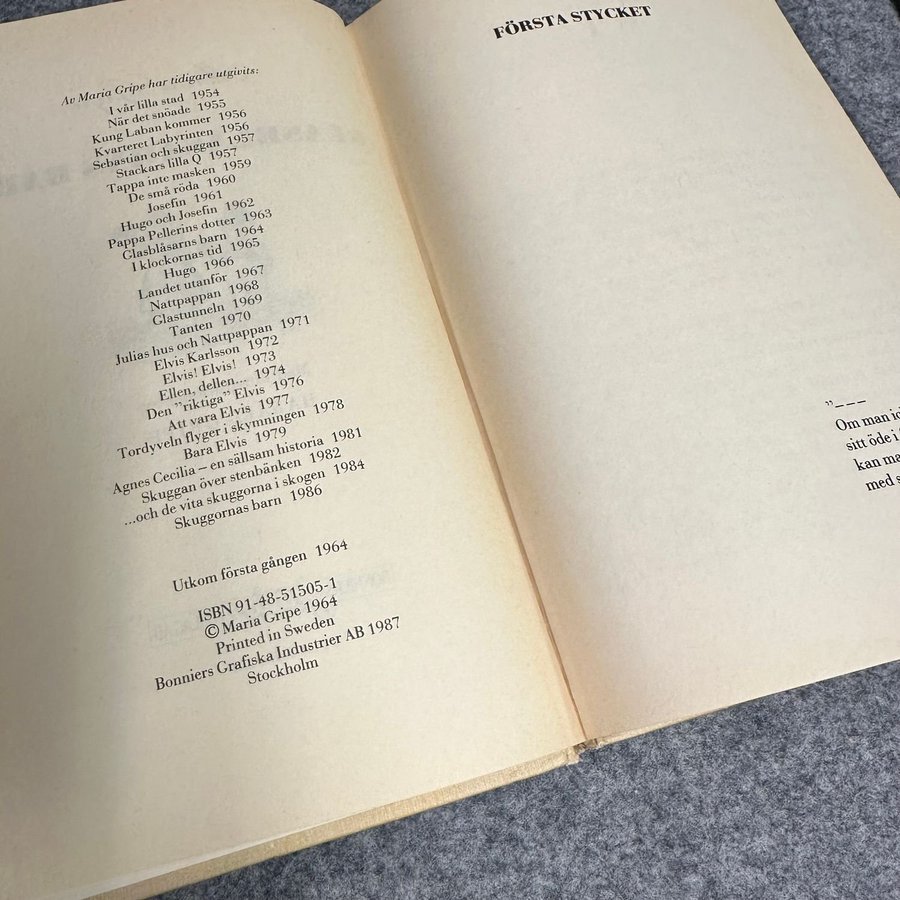 Av Maria Gripe har tidigare utgivits:
I vår lilla stad 1954
När det snöade 1955
Kung Laban kommer 1956
Kvarteret Labyrinten 1956
Sebastian och skuggan 1957
Stackars lilla Q 1957
Tappa inte masken 1959
De små röda 1960
Josefin 1961
Hugo och Josefin 1962
Pappa Pellerins dotter 1963
Glasblåsarns barn 1964
I klockornas tid 1965
Hugo 1966
Landet utanför 1967
Nattpappan 1968
Glastunneln 1969
Tanten 1970
Julias hus och Nattpappan 1971
Elvis Karlsson 1972
Elvis! Elvis! 1973
Ellen, dellen... 1974
Den ”riktiga” Elvis 1976
Att vara Elvis 1977
Tordyveln flyger i skymningen 1978
Bara Elvis 1979
Agnes Cecilia – en sällsam historia 1981
Skuggan över stenbänken 1982
...och de vita skuggorna i skogen 1984
Skuggornas barn 1986
Utkom första gången 1964
ISBN 91-48-51505-1
© Maria Gripe 1964
Printed in Sweden
Bonniers Grafiska Industrier AB 1987
Stockholm
FÖRSTA STYCKET
”– – –
Om man
sitt öde i
kan
med